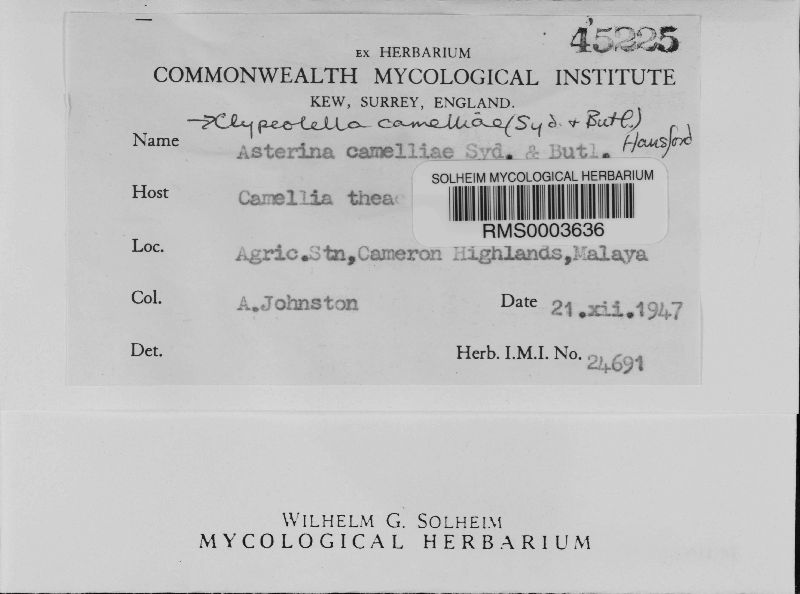 45225
EX HERBARIUM
COMMONWEALTH MYCOLOGICAL INSTITUTE
KEW, SURREY, ENGLAND.
→ Clypeolella camelliae (Syd. & Butl.) Hansford
Name Asterina camelliae Syd. & Butl.
SOLHEIM MYCOLOGICAL HERBARIUM
Host Camellia theae
RMS0003636
Loc. Agric.Stn,Cameron Highlands,Malaya
Col. A.Johnston Date 21.xii.1947
Det. Herb. I.M.I. No. 24691
WILHELM G. SOLHEIM
MYCOLOGICAL HERBARIUM